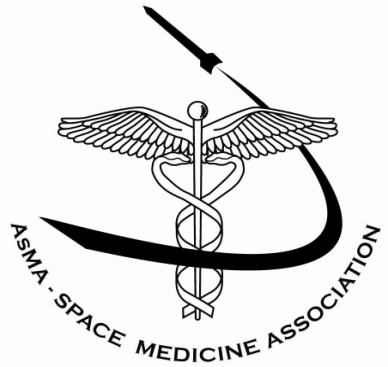 AsMA - SPACE MEDICINE ASSOCIATION